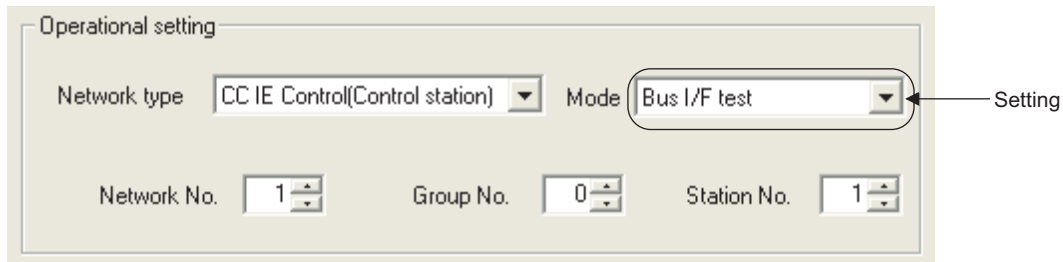 Operational setting
Network type CC IE Control(Control station) Mode Bus I/F test Setting
Network No. 1 Group No. 0 Station No. 1